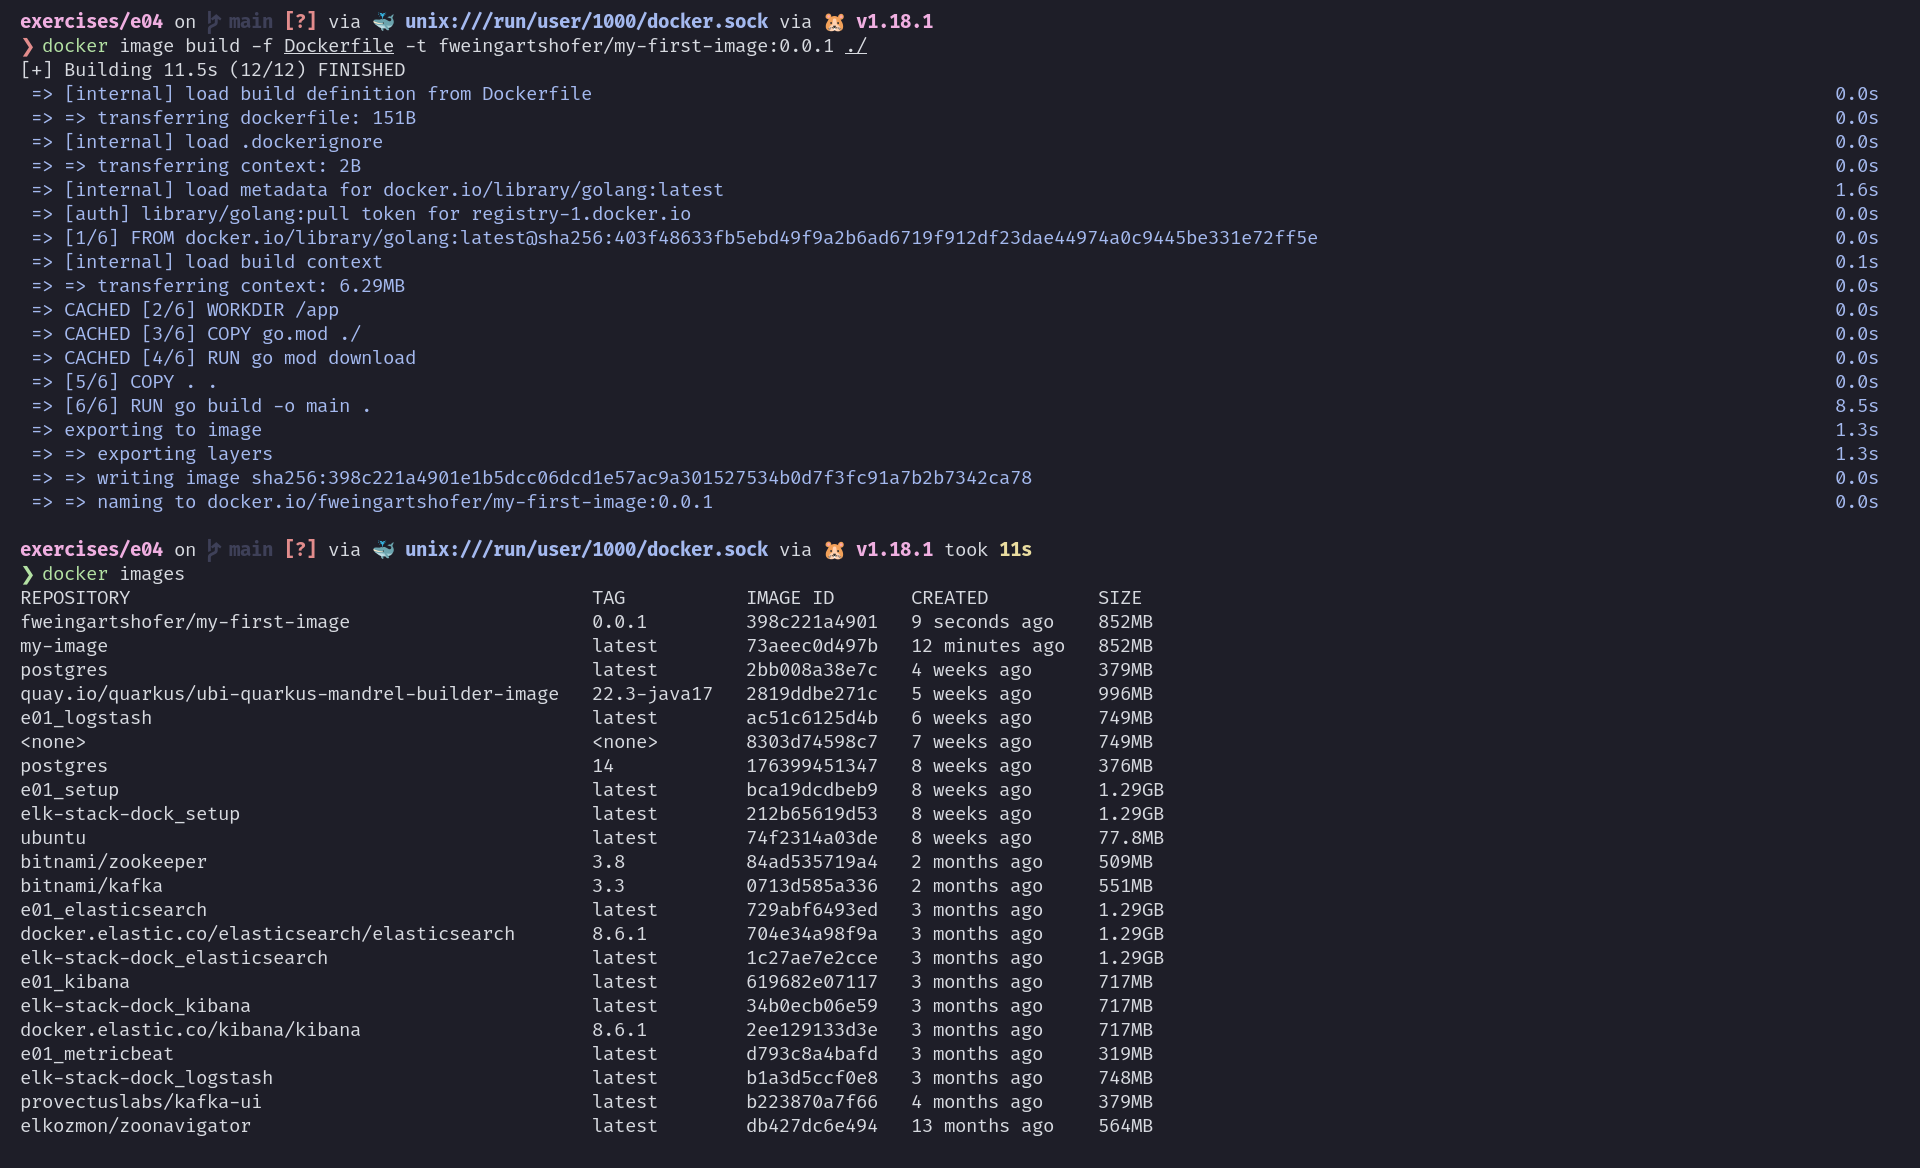 exercises/e04 on main [?] via 🐳 unix:///run/user/1000/docker.sock via 🐹 v1.18.1
❯ docker image build -f Dockerfile -t fweingartshofer/my-first-image:0.0.1 ./
[+] Building 11.5s (12/12) FINISHED
=> [internal] load build definition from Dockerfile 0.0s
=> => transferring dockerfile: 151B 0.0s
=> [internal] load .dockerignore 0.0s
=> => transferring context: 2B 0.0s
=> [internal] load metadata for docker.io/library/golang:latest 1.6s
=> [auth] library/golang:pull token for registry-1.docker.io 0.0s
=> [1/6] FROM docker.io/library/golang:latest@sha256:403f48633fb5ebd49f9a2b6ad6719f912df23dae44974a0c9445be331e72ff5e 0.0s
=> [internal] load build context 0.1s
=> => transferring context: 6.29MB 0.0s
=> CACHED [2/6] WORKDIR /app 0.0s
=> CACHED [3/6] COPY go.mod ./ 0.0s
=> CACHED [4/6] RUN go mod download 0.0s
=> [5/6] COPY . . 0.0s
=> [6/6] RUN go build -o main . 8.5s
=> exporting to image 1.3s
=> => exporting layers 1.3s
=> => writing image sha256:398c221a4901e1b5dcc06dcd1e57ac9a301527534b0d7f3fc91a7b2b7342ca78 0.0s
=> => naming to docker.io/fweingartshofer/my-first-image:0.0.1 0.0s
exercises/e04 on main [?] via 🐳 unix:///run/user/1000/docker.sock via 🐹 v1.18.1 took 11s
❯ docker images
REPOSITORY TAG IMAGE ID CREATED SIZE
fweingartshofer/my-first-image 0.0.1 398c221a4901 9 seconds ago 852MB
my-image latest 73aeec0d497b 12 minutes ago 852MB
postgres latest 2bb008a38e7c 4 weeks ago 379MB
quay.io/quarkus/ubi-quarkus-mandrel-builder-image 22.3-java17 2819ddbe271c 5 weeks ago 996MB
e01_logstash latest ac51c6125d4b 6 weeks ago 749MB
<none> <none> 8303d74598c7 7 weeks ago 749MB
postgres 14 176399451347 8 weeks ago 376MB
e01_setup latest bca19dcdbeb9 8 weeks ago 1.29GB
elk-stack-dock_setup latest 212b65619d53 8 weeks ago 1.29GB
ubuntu latest 74f2314a03de 8 weeks ago 77.8MB
bitnami/zookeeper 3.8 84ad535719a4 2 months ago 509MB
bitnami/kafka 3.3 0713d585a336 2 months ago 551MB
e01_elasticsearch latest 729abf6493ed 3 months ago 1.29GB
docker.elastic.co/elasticsearch/elasticsearch 8.6.1 704e34a98f9a 3 months ago 1.29GB
elk-stack-dock_elasticsearch latest 1c27ae7e2cce 3 months ago 1.29GB
e01_kibana latest 619682e07117 3 months ago 717MB
elk-stack-dock_kibana latest 34b0ecb06e59 3 months ago 717MB
docker.elastic.co/kibana/kibana 8.6.1 2ee129133d3e 3 months ago 717MB
e01_metricbeat latest d793c8a4bafd 3 months ago 319MB
elk-stack-dock_logstash latest b1a3d5ccf0e8 3 months ago 748MB
provectuslabs/kafka-ui latest b223870a7f66 4 months ago 379MB
elkozmon/zoonavigator latest db427dc6e494 13 months ago 564MB